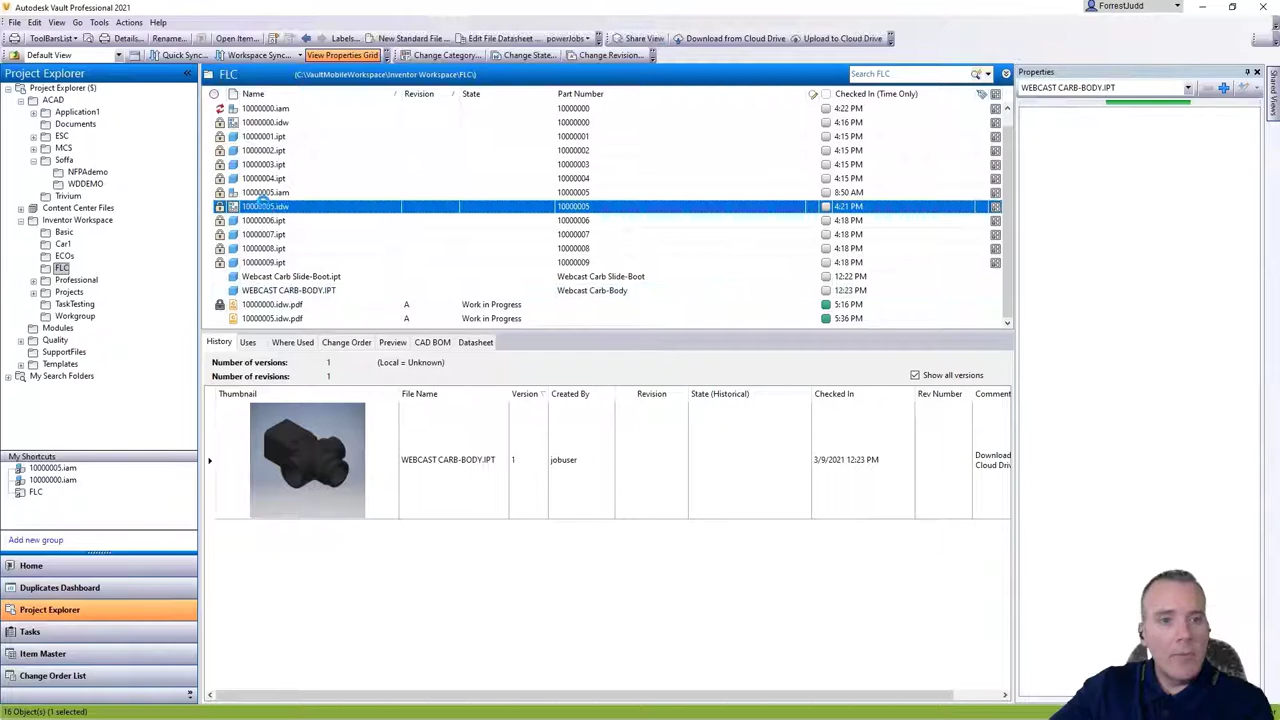 Autodesk Vault Professional 2021
ForrestJudd
File Edit View Go Tools Actions Help
ToolBarsList Details... Rename... Open Item... Labels... New Standard File... Edit File Datasheet... powerJobs Share View Download from Cloud Drive Upload to Cloud Drive
Default View Quick Sync... Workspace Sync... View Properties Grid Change Category... Change State... Change Revision...
Project Explorer
FLC (C:\VaultMobileWorkspace\Inventor Workspace\FLC\)
Search FLC
Properties
WEBCAST CARB-BODY.IPT
Shared Views
Project Explorer ($)
ACAD
Application1
Documents
ESC
MCS
Soffa
NFPAdemo
WDDEMO
Trivium
Content Center Files
Inventor Workspace
Basic
Car1
ECOs
FLC
Professional
Projects
TaskTesting
Workgroup
Modules
Quality
SupportFiles
Templates
My Search Folders
Name Revision State Part Number Checked In (Time Only)
10000000.iam 10000000 4:22 PM
10000000.idw 10000000 4:16 PM
10000001.ipt 10000001 4:15 PM
10000002.ipt 10000002 4:15 PM
10000003.ipt 10000003 4:15 PM
10000004.ipt 10000004 4:15 PM
10000005.iam 10000005 8:50 AM
10000005.idw 10000005 4:21 PM
10000006.ipt 10000006 4:18 PM
10000007.ipt 10000007 4:18 PM
10000008.ipt 10000008 4:18 PM
10000009.ipt 10000009 4:18 PM
Webcast Carb Slide-Boot.ipt Webcast Carb Slide-Boot 12:22 PM
WEBCAST CARB-BODY.IPT Webcast Carb-Body 12:23 PM
10000000.idw.pdf A Work in Progress 5:16 PM
10000005.idw.pdf A Work in Progress 5:36 PM
History Uses Where Used Change Order Preview CAD BOM Datasheet
Number of versions: 1 (Local = Unknown)
Number of revisions: 1
Show all versions
Thumbnail File Name Version Created By Revision State (Historical) Checked In Rev Number Comment
WEBCAST CARB-BODY.IPT 1 jobuser 3/9/2021 12:23 PM Download
Cloud Driv
My Shortcuts
10000005.iam
10000000.iam
FLC
Add new group
Home
Duplicates Dashboard
Project Explorer
Tasks
Item Master
Change Order List
16 Object(s) (1 selected)